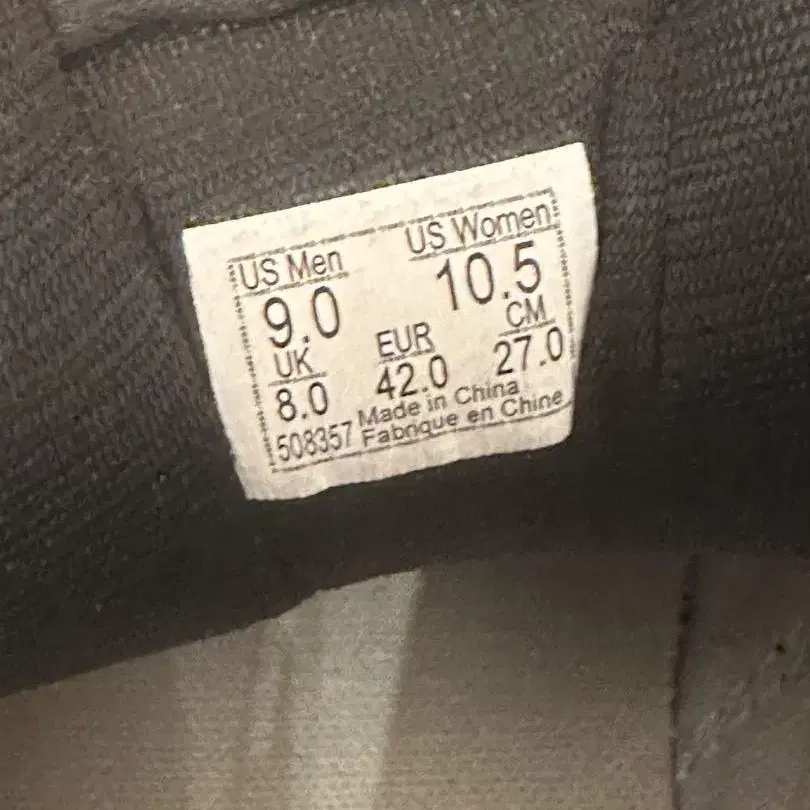 US Men US Women
9.0 10.5
UK EUR CM
8.0 42.0 27.0
508357 Made in China
Fabrique en Chine